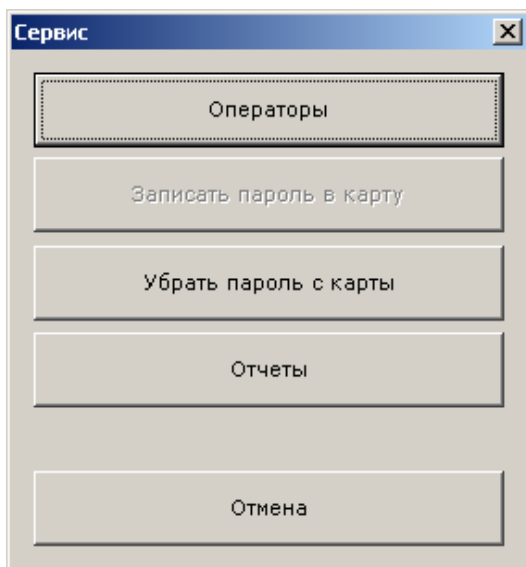 Сервис
Операторы
Записать пароль в карту
Убрать пароль с карты
Отчеты
Отмена